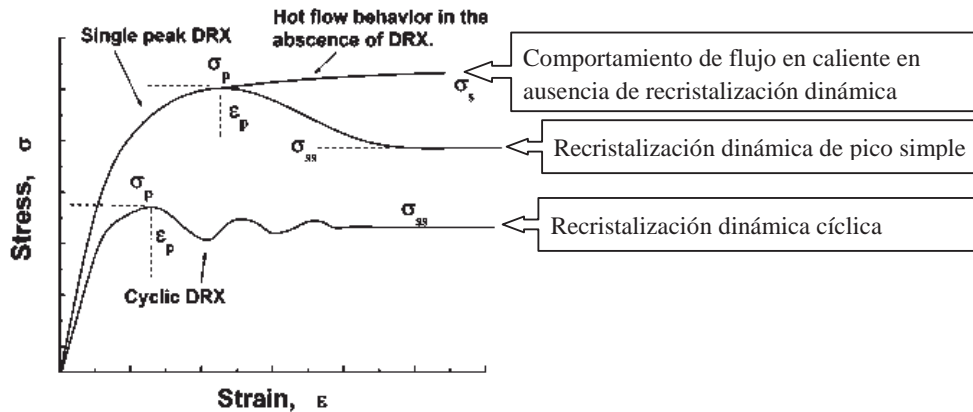 Hot flow behavior in the
abscence of DRX.
Single peak DRX
σp
σs
εp
σss
σp
εp
σss
Cyclic DRX
Stress, σ
Strain, ε
Comportamiento de flujo en caliente en
ausencia de recristalización dinámica
Recristalización dinámica de pico simple
Recristalización dinámica cíclica